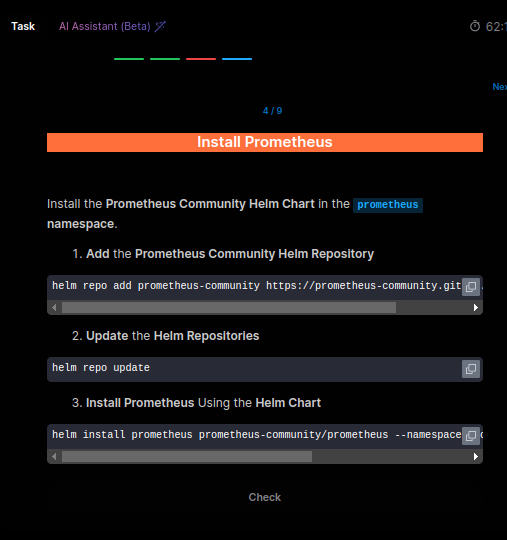 Task AI Assistant (Beta) 62:1
Nex
4 / 9
Install Prometheus
Install the Prometheus Community Helm Chart in the prometheus
namespace.
1. Add the Prometheus Community Helm Repository
helm repo add prometheus-community https://prometheus-community.git
2. Update the Helm Repositories
helm repo update
3. Install Prometheus Using the Helm Chart
helm install prometheus prometheus-community/prometheus --namespace
Check